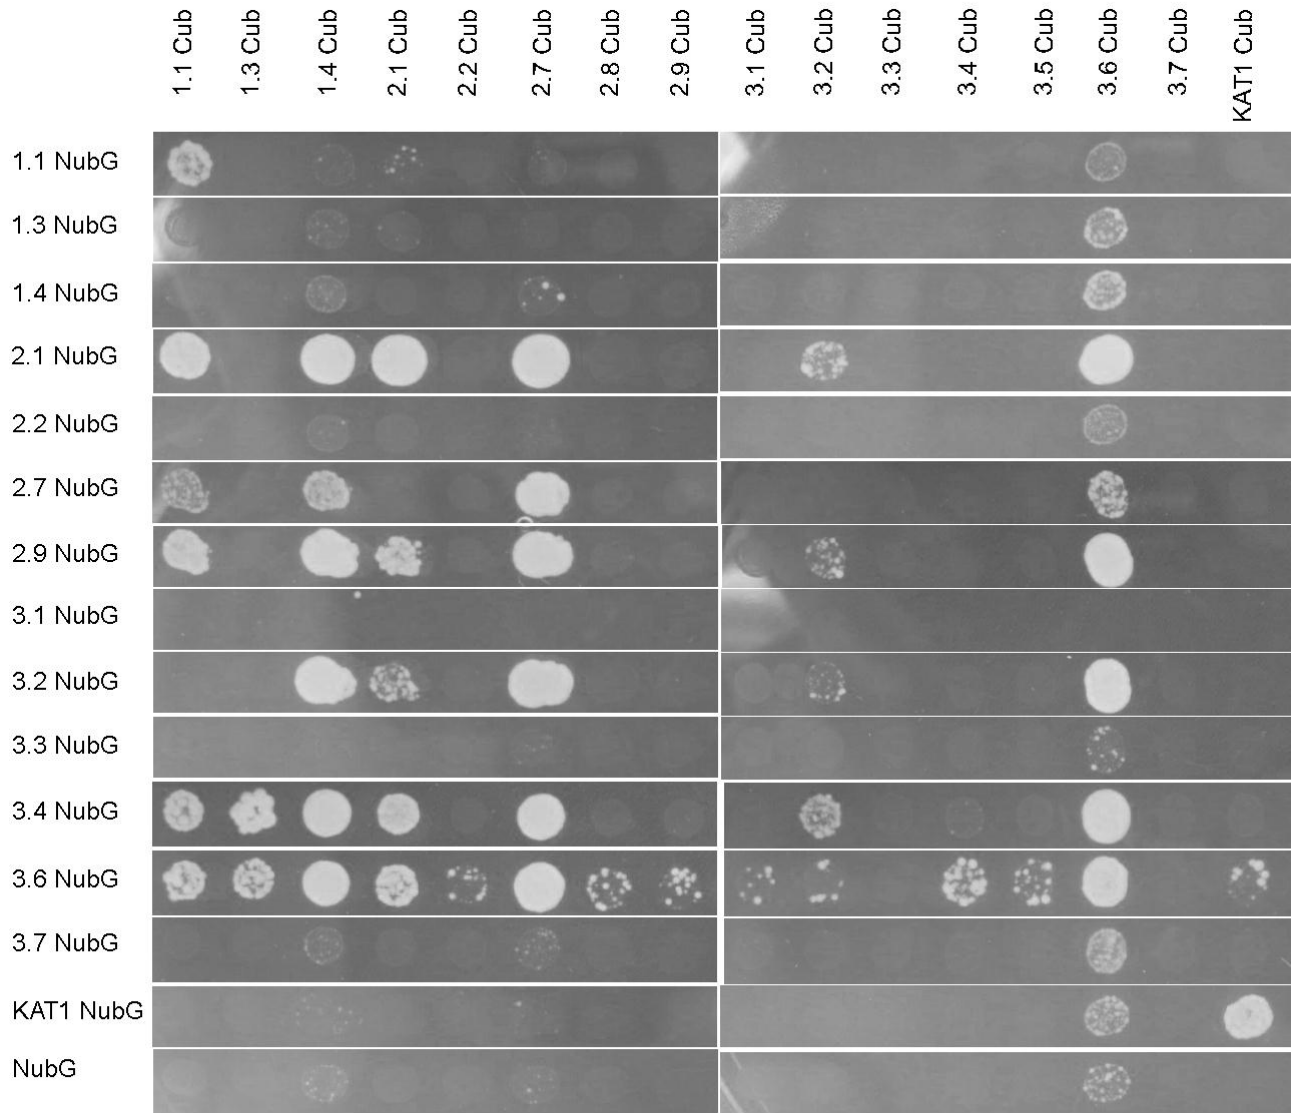 1.1 Cub
1.3 Cub
1.4 Cub
2.1 Cub
2.2 Cub
2.7 Cub
2.8 Cub
2.9 Cub
3.1 Cub
3.2 Cub
3.3 Cub
3.4 Cub
3.5 Cub
3.6 Cub
3.7 Cub
KAT1 Cub
1.1 NubG
1.3 NubG
1.4 NubG
2.1 NubG
2.2 NubG
2.7 NubG
2.9 NubG
3.1 NubG
3.2 NubG
3.3 NubG
3.4 NubG
3.6 NubG
3.7 NubG
KAT1 NubG
NubG